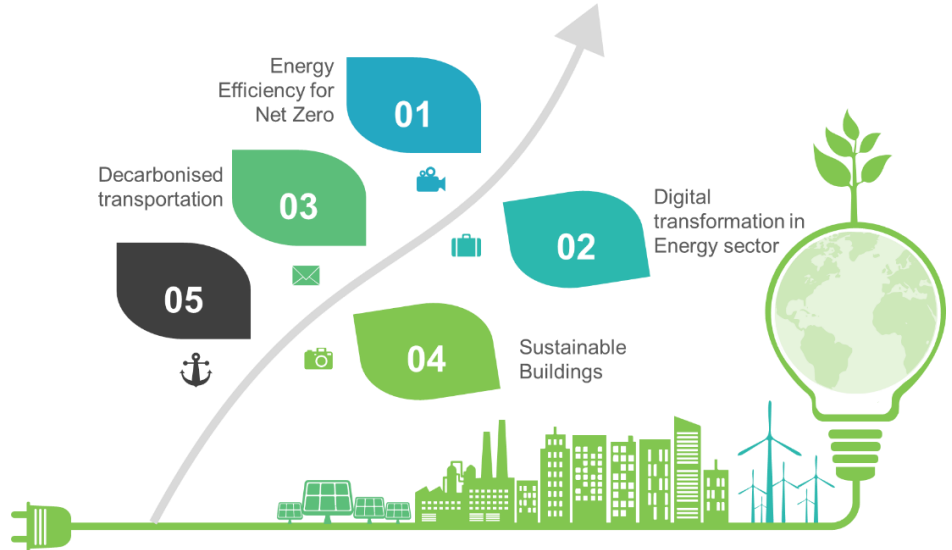 Energy
Efficiency for
Net Zero
01
Decarbonised
transportation
03
Digital
transformation in
Energy sector
02
05
04
Sustainable
Buildings